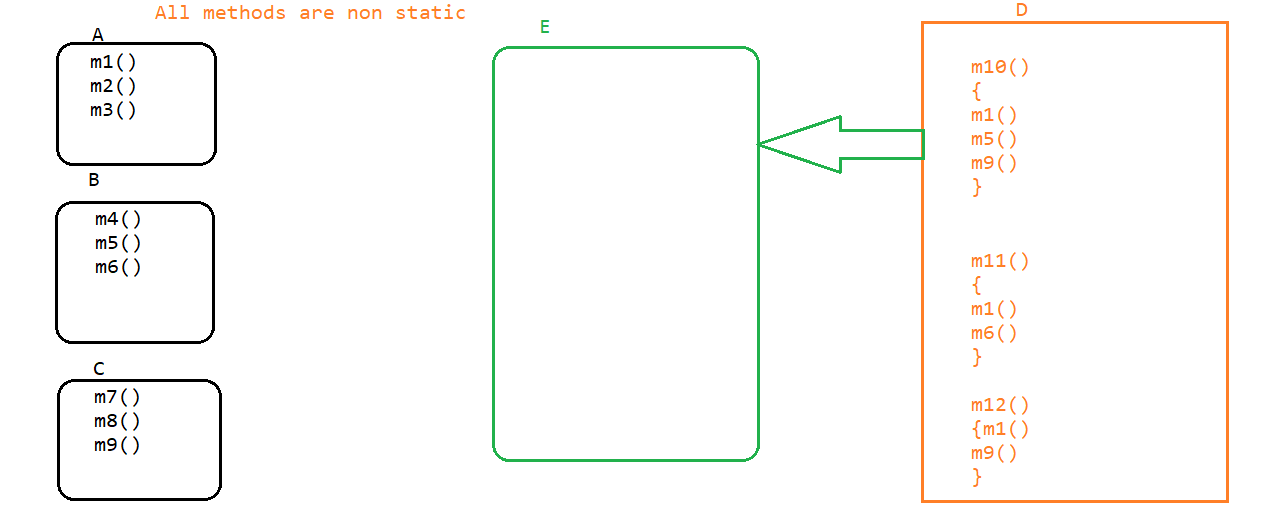 All methods are non static
A
m1()
m2()
m3()
B
m4()
m5()
m6()
C
m7()
m8()
m9()
E
D
m10()
{
m1()
m5()
m9()
}
m11()
{
m1()
m6()
}
m12()
{m1()
m9()
}